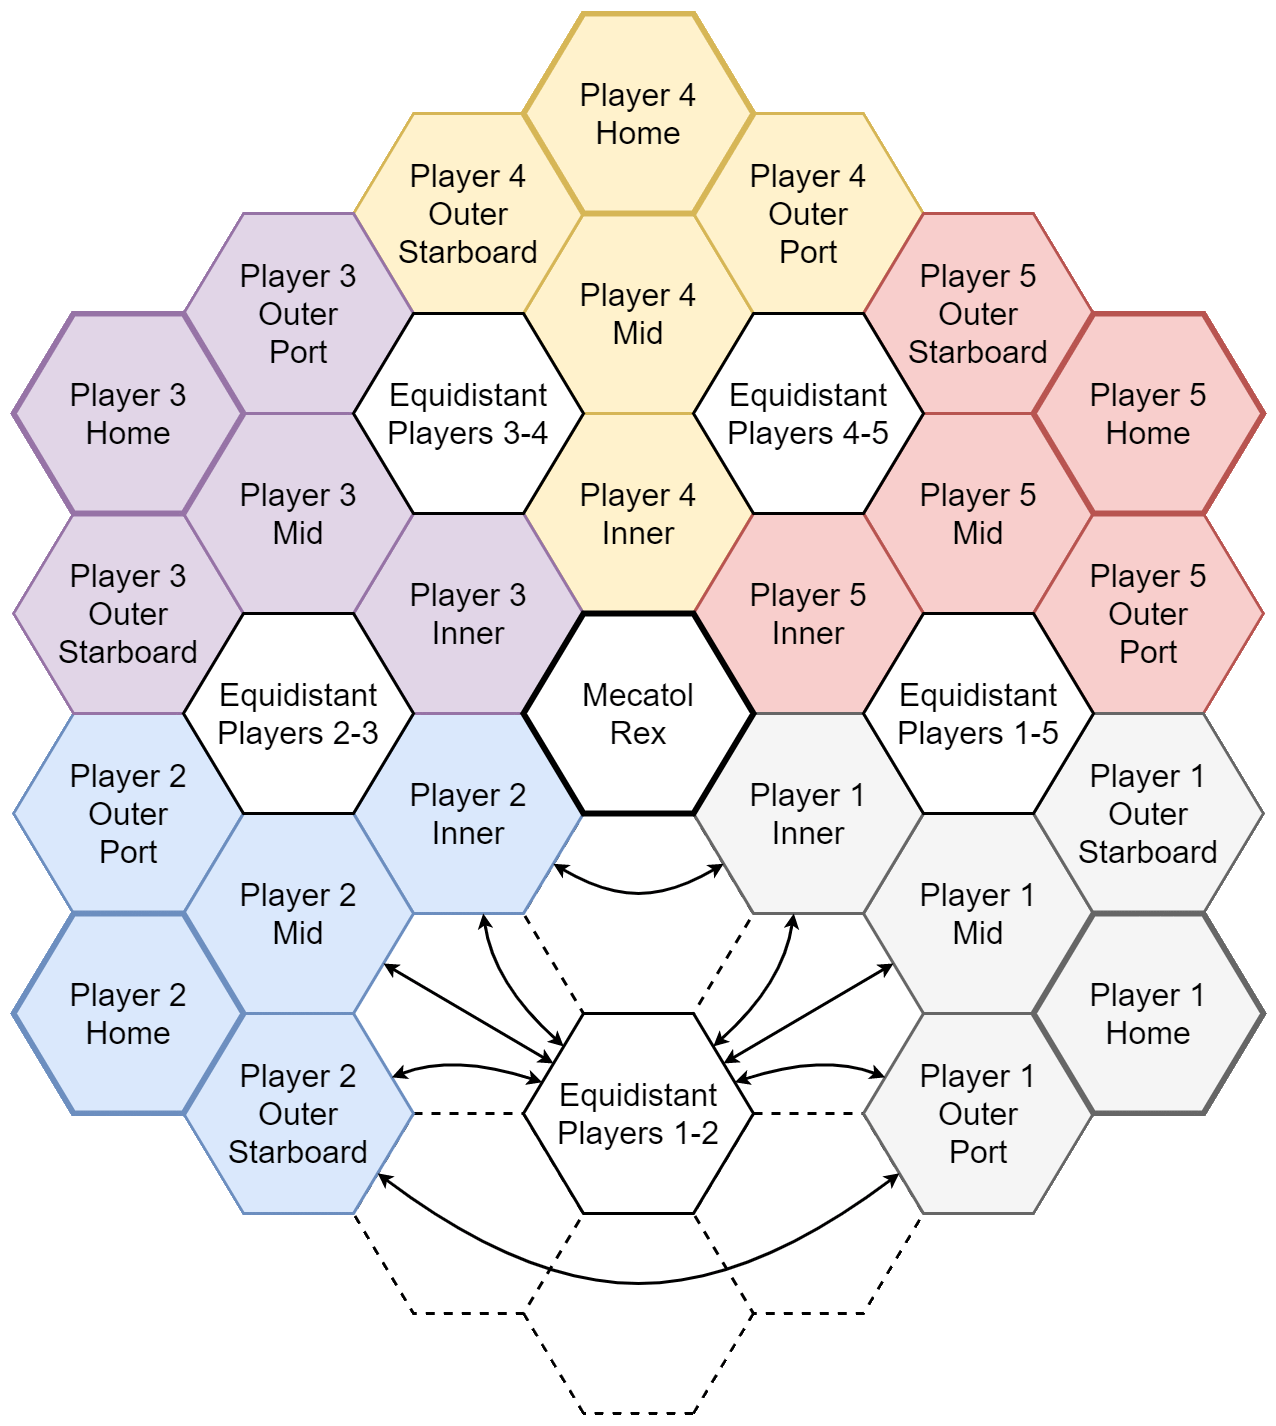 Player 4
Home
Player 4
Outer
Starboard
Player 4
Outer
Port
Player 3
Outer
Port
Player 4
Mid
Player 5
Outer
Starboard
Player 3
Home
Equidistant
Players 3-4
Equidistant
Players 4-5
Player 5
Home
Player 3
Mid
Player 4
Inner
Player 5
Mid
Player 3
Outer
Starboard
Player 3
Inner
Player 5
Inner
Player 5
Outer
Port
Equidistant
Players 2-3
Mecatol
Rex
Equidistant
Players 1-5
Player 2
Outer
Port
Player 2
Inner
Player 1
Inner
Player 1
Outer
Starboard
Player 2
Mid
Player 1
Mid
Player 2
Home
Player 1
Home
Player 2
Outer
Starboard
Equidistant
Players 1-2
Player 1
Outer
Port